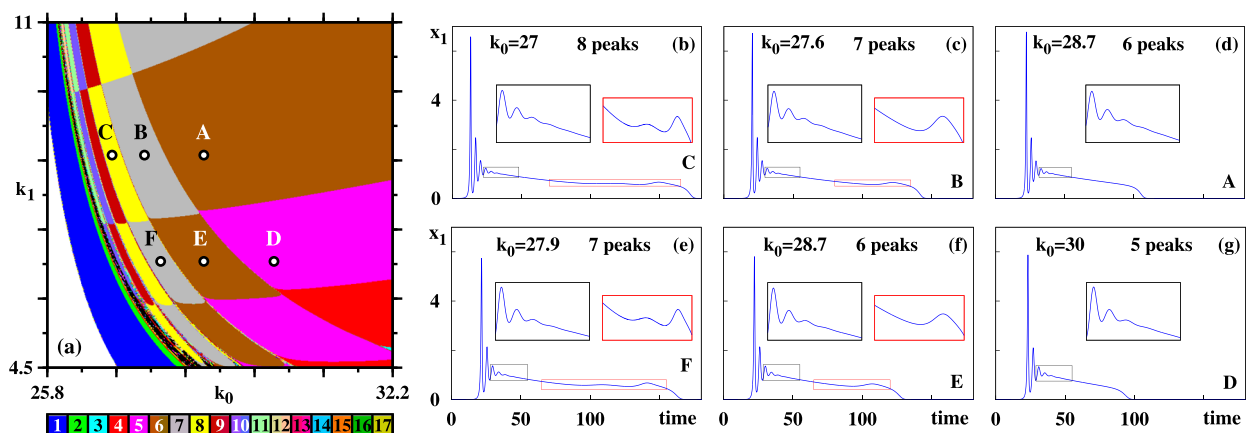 11
k1
4.5
25.8
k0
32.2
(a)
C
B
A
F
E
D
1 2 3 4 5 6 7 8 9 10 11 12 13 14 15 16 17
x1
4
0
k0=27 8 peaks (b)
C
k0=27.6 7 peaks (c)
B
k0=28.7 6 peaks (d)
A
x1
4
0
k0=27.9 7 peaks (e)
F
k0=28.7 6 peaks (f)
E
k0=30 5 peaks (g)
D
0 50 100 time
0 50 100 time
0 50 100 time